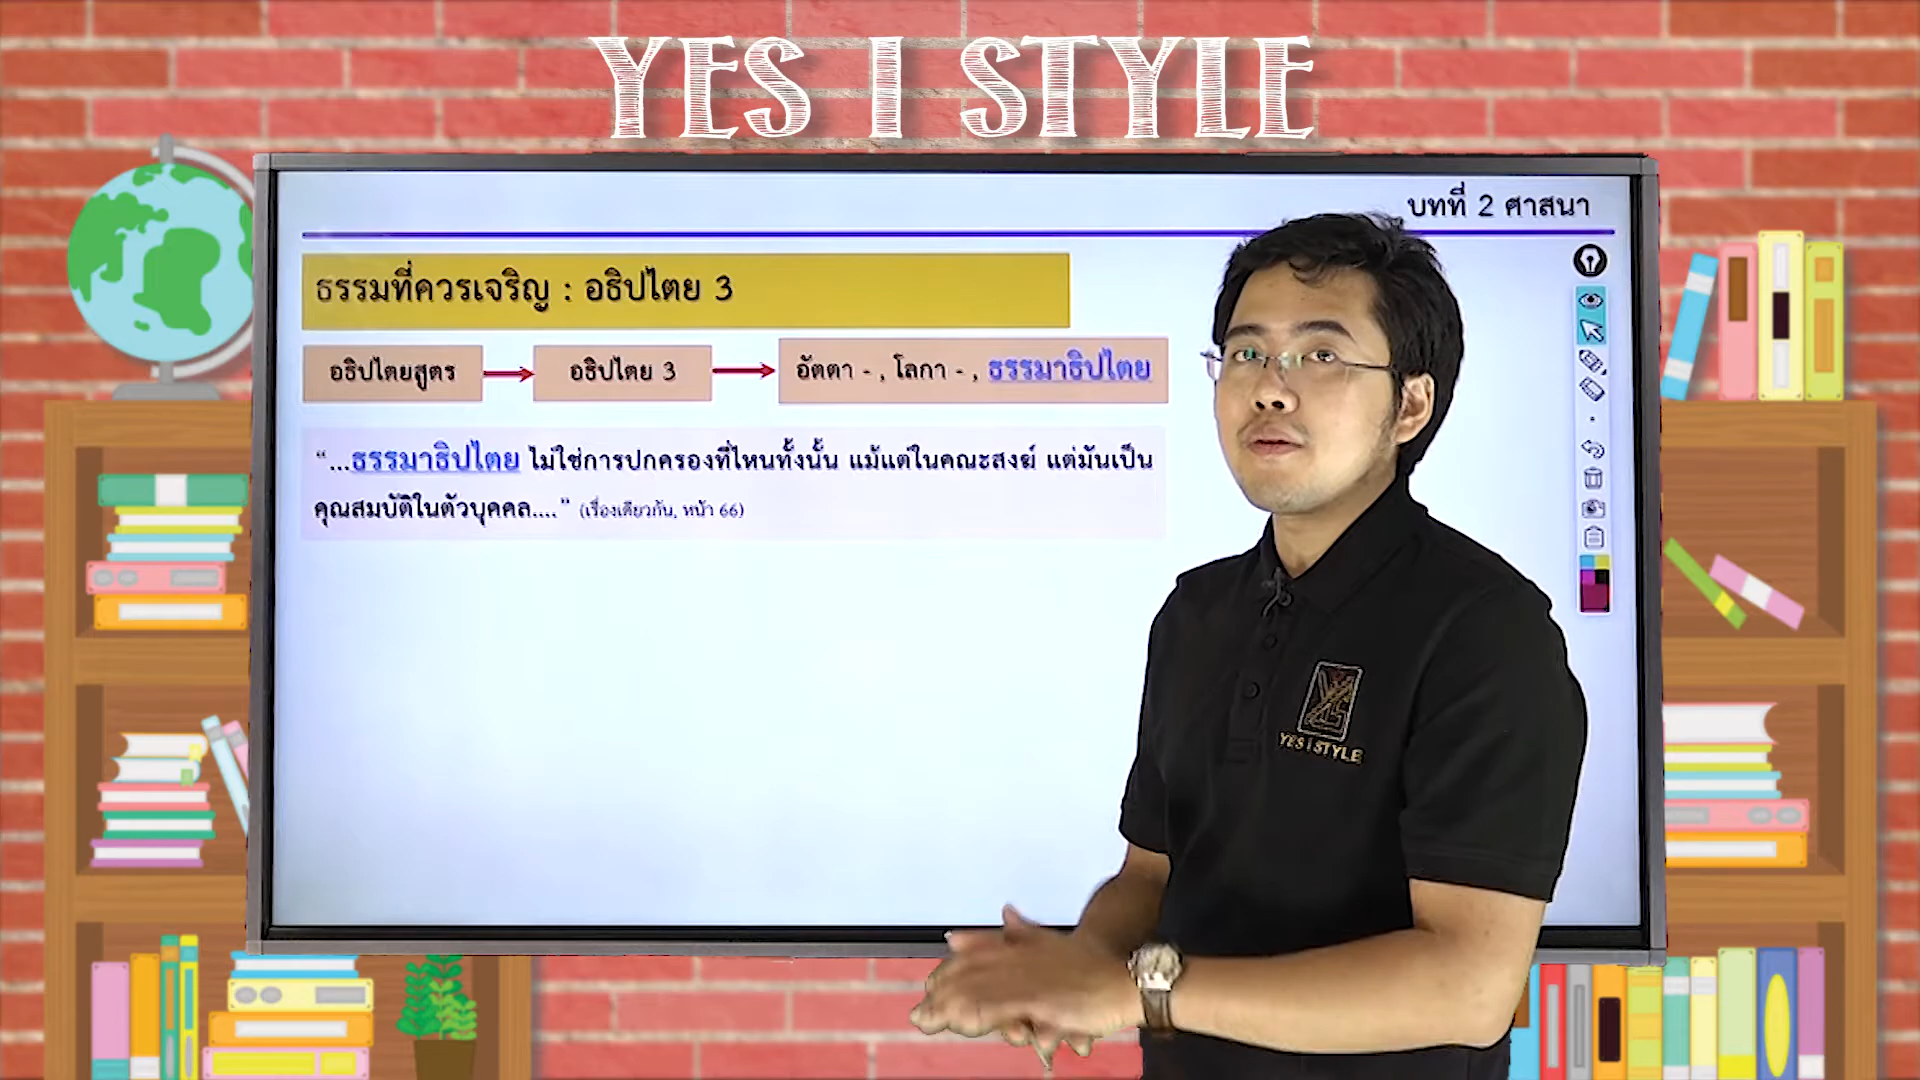 YES I STYLE
บทที่ 2 ศาสนา
ธรรมที่ควรเจริญ : อธิปไตย 3
อธิปไตยสูตร
อธิปไตย 3
อัตตา - , โลกา - , ธรรมาธิปไตย
“...ธรรมาธิปไตย ไม่ใช่การปกครองที่ไหนทั้งนั้น แม้แต่ในคณะสงฆ์ แต่มันเป็น
คุณสมบัติในตัวบุคคล....” (เรื่องเดียวกัน, หน้า 66)
YES I STYLE